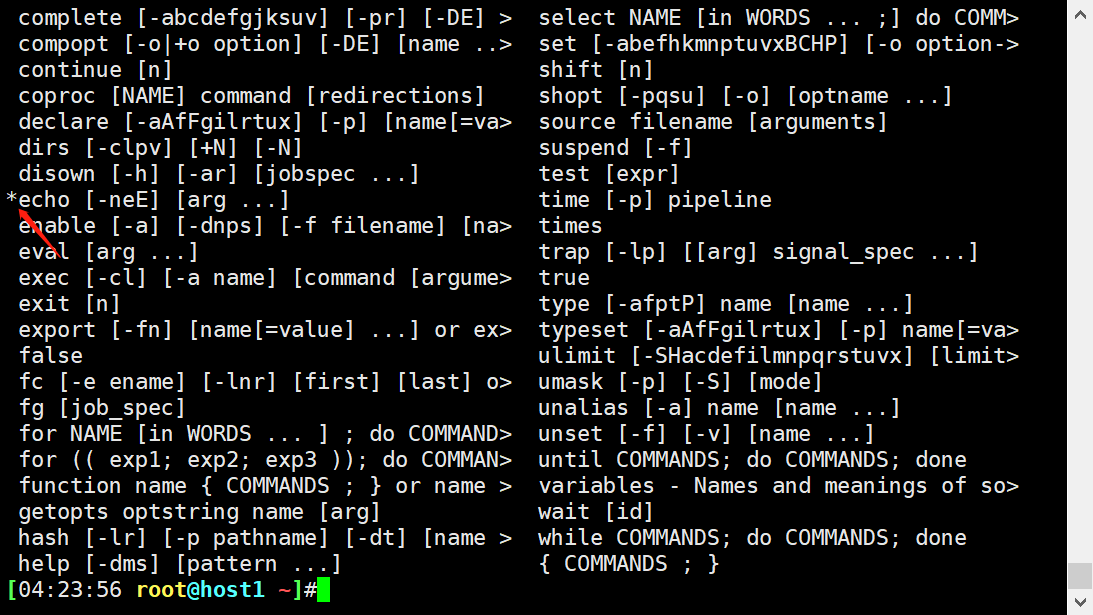 complete [-abcdefgjksuv] [-pr] [-DE] >  select NAME [in WORDS ... ;] do COMM>
compopt [-o|+o option] [-DE] [name ..>  set [-abefhkmnptuvxBCHP] [-o option->
continue [n]                            shift [n]
coproc [NAME] command [redirections]    shopt [-pqsu] [-o] [optname ...]
declare [-aAfFgilrtux] [-p] [name[=va>  source filename [arguments]
dirs [-clpv] [+N] [-N]                  suspend [-f]
disown [-h] [-ar] [jobspec ...]         test [expr]
*echo [-neE] [arg ...]                   time [-p] pipeline
enable [-a] [-dnps] [-f filename] [na>  times
eval [arg ...]                          trap [-lp] [[arg] signal_spec ...]
exec [-cl] [-a name] [command [argume>  true
exit [n]                                type [-afptP] name [name ...]
export [-fn] [name[=value] ...] or ex>  typeset [-aAfFgilrtux] [-p] name[=va>
false                                   ulimit [-SHacdefilmnpqrstuvx] [limit>
fc [-e ename] [-lnr] [first] [last] o>  umask [-p] [-S] [mode]
fg [job_spec]                           unalias [-a] name [name ...]
for NAME [in WORDS ... ] ; do COMMAND>  unset [-f] [-v] [name ...]
for (( exp1; exp2; exp3 )); do COMMAN>  until COMMANDS; do COMMANDS; done
function name { COMMANDS ; } or name >  variables - Names and meanings of so>
getopts optstring name [arg]            wait [id]
hash [-lr] [-p pathname] [-dt] [name >  while COMMANDS; do COMMANDS; done
help [-dms] [pattern ...]               { COMMANDS ; }
[04:23:56 root@host1 ~]#